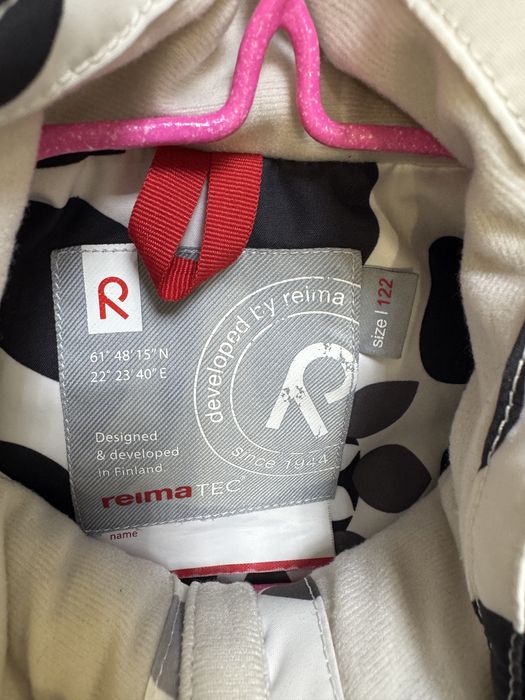 61° 48' 15" N
22° 23' 40" E
developed by reima
since 1944
size | 122
Designed
& developed
in Finland.
reimaTEC®
name